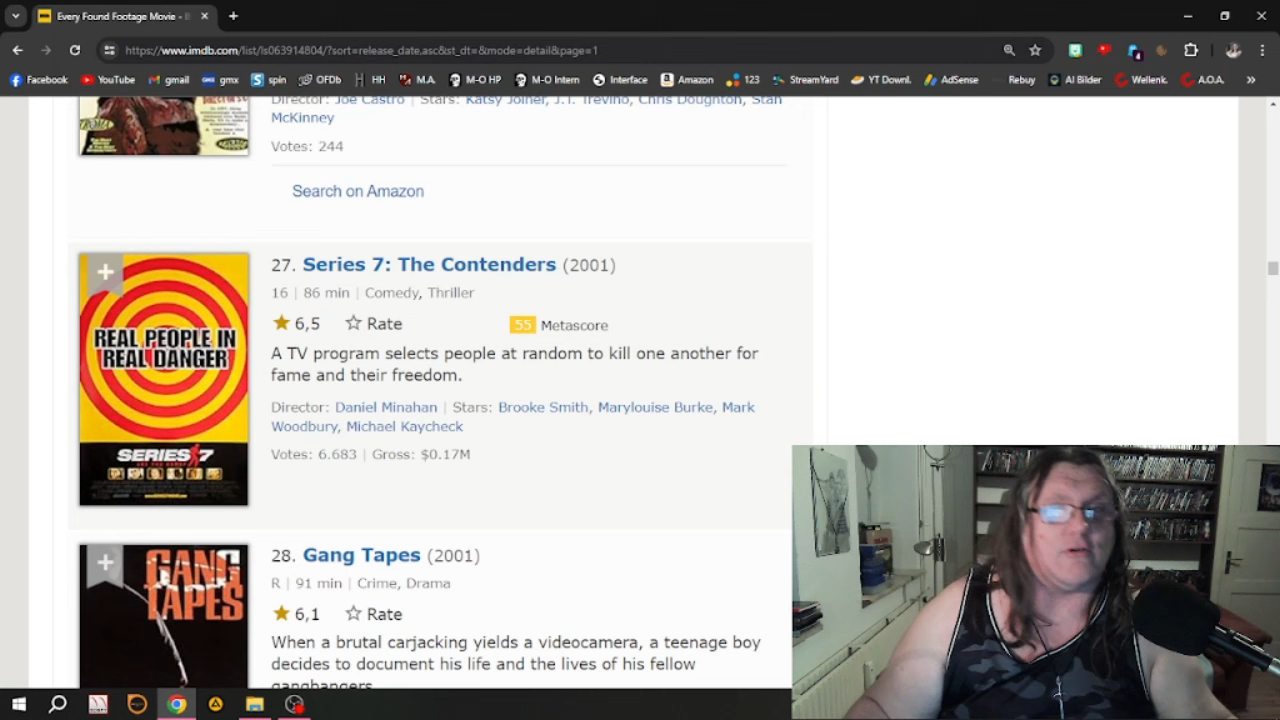 Every Found Footage Movie - I
https://www.imdb.com/list/ls063914804/?sort=release_date,asc&st_dt=&mode=detail&page=1
Facebook YouTube gmail gmx spin OFDb HH M.A. M-O HP M-O Intern Interface Amazon 123 StreamYard YT Downl. AdSense Rebuy AI Bilder Wellenk. A.O.A.
Director: Joe Castro | Stars: Katsy Joiner, J.T. Trevino, Chris Doughton, Stan
McKinney
Votes: 244
Search on Amazon
27. Series 7: The Contenders (2001)
16 | 86 min | Comedy, Thriller
6,5 Rate 55 Metascore
REAL PEOPLE IN
REAL DANGER
A TV program selects people at random to kill one another for
fame and their freedom.
Director: Daniel Minahan | Stars: Brooke Smith, Marylouise Burke, Mark
Woodbury, Michael Kaycheck
Votes: 6.683 | Gross: $0.17M
SERIES 7
28. Gang Tapes (2001)
R | 91 min | Crime, Drama
GANG
TAPES
6,1 Rate
When a brutal carjacking yields a videocamera, a teenage boy
decides to document his life and the lives of his fellow
gangbangers.